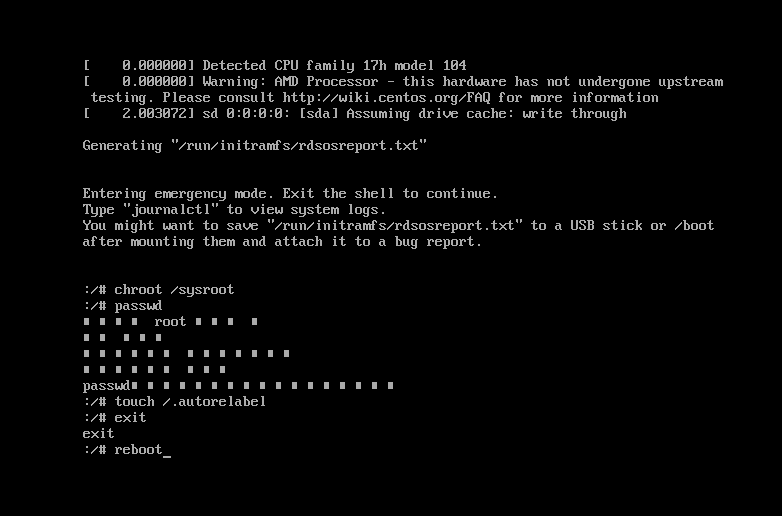 [    0.000000] Detected CPU family 17h model 104
[    0.000000] Warning: AMD Processor - this hardware has not undergone upstream
 testing. Please consult http://wiki.centos.org/FAQ for more information
[    2.003072] sd 0:0:0:0: [sda] Assuming drive cache: write through
Generating "/run/initramfs/rdsosreport.txt"
Entering emergency mode. Exit the shell to continue.
Type "journalctl" to view system logs.
You might want to save "/run/initramfs/rdsosreport.txt" to a USB stick or /boot
after mounting them and attach it to a bug report.
:/# chroot /sysroot
:/# passwd
■ ■ ■ ■  root ■ ■ ■  ■
■ ■  ■ ■ ■
■ ■ ■ ■ ■ ■  ■ ■ ■ ■ ■ ■ ■
■ ■ ■ ■ ■ ■  ■ ■ ■
passwd■ ■ ■ ■ ■ ■ ■ ■ ■ ■ ■ ■ ■ ■ ■ ■ ■
:/# touch /.autorelabel
:/# exit
exit
:/# reboot_